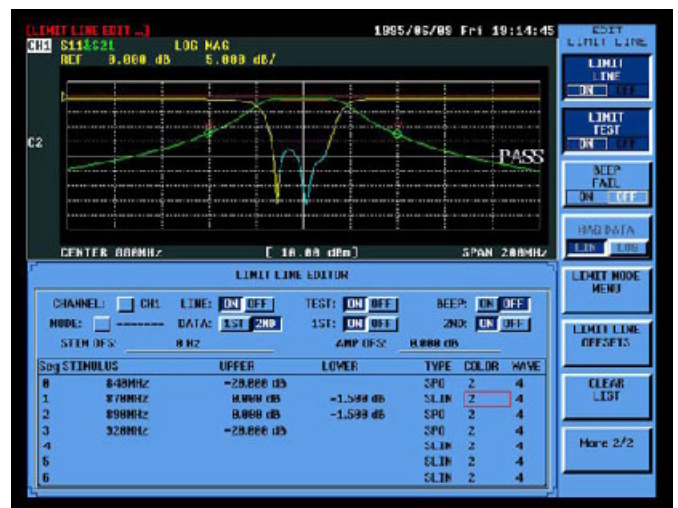 [LIMIT LINE EDIT …] 1995/06/09 Fri 19:14:45
CH1 S11&S21 LOG MAG
REF 0.000 dB 5.000 dB/
C2
PASS
CENTER 880MHz [ 10.00 dBm] SPAN 200MHz
LIMIT LINE EDITOR
CHANNEL: CH1 LINE: ON OFF TEST: ON OFF BEEP: ON OFF
MODE: -------- DATA: 1ST 2ND 1ST: ON OFF 2ND: ON OFF
STIM OFS: 0 HZ AMP OFS: 0.000 dB
Seg STIMULUS UPPER LOWER TYPE COLOR WAVE
0 840MHz -20.000 dB SPO 2 4
1 870MHz 0.000 dB -1.500 dB SLIN 2 4
2 890MHz 0.000 dB -1.500 dB SPO 2 4
3 920MHz -20.000 dB SPO 2 4
4 SLIN 2 4
5 SLIN 2 4
6 SLIN 2 4
EDIT
LIMIT LINE
LIMIT
LINE
ON OFF
LIMIT
TEST
ON OFF
BEEP
FAIL
ON OFF
MAG DATA
LIN LOG
LIMIT MODE
MENU
LIMIT LINE
OFFSETS
CLEAR
LIST
More 2/2